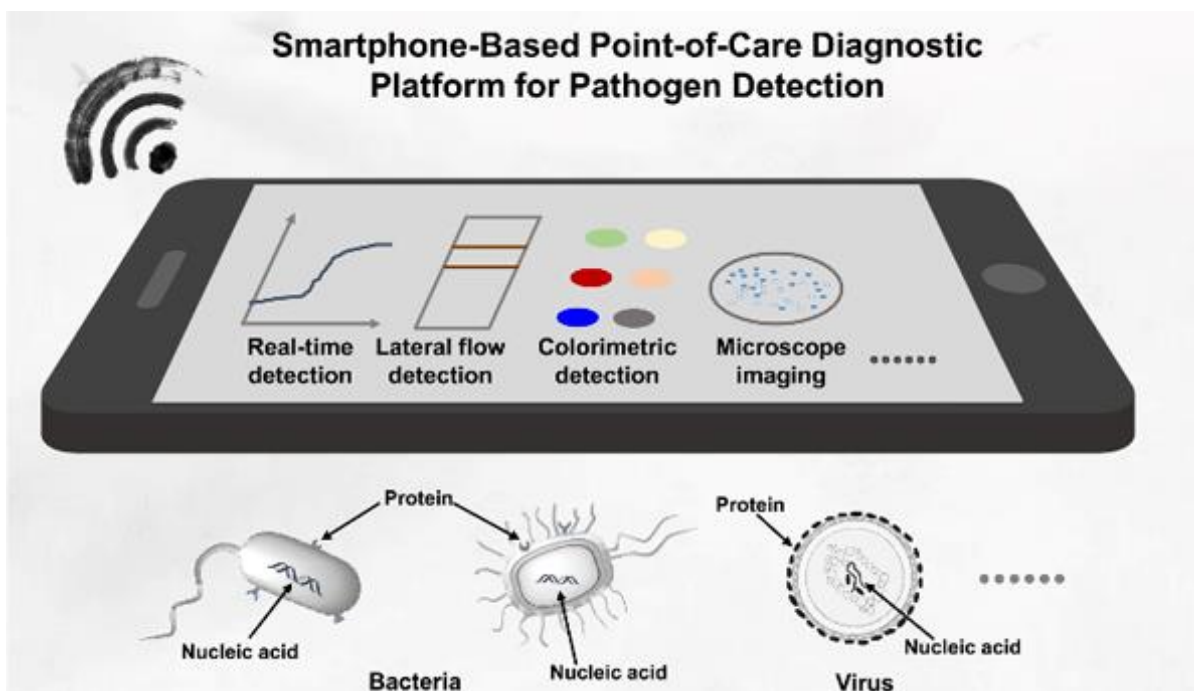 Smartphone-Based Point-of-Care Diagnostic
Platform for Pathogen Detection
Real-time
detection
Lateral flow
detection
Colorimetric
detection
Microscope
imaging
Protein
Protein
Nucleic acid
Nucleic acid
Nucleic acid
Bacteria
Virus